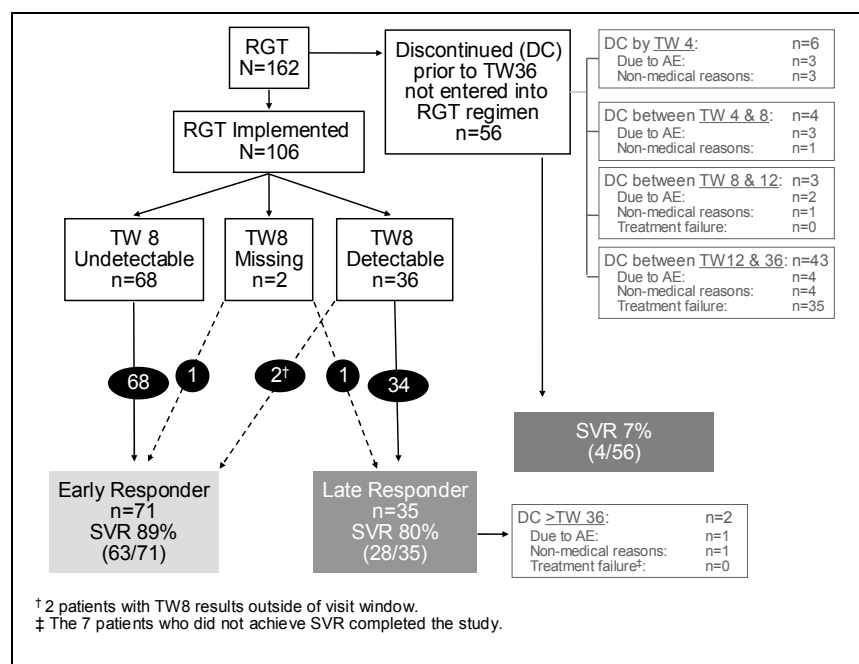 RGT
N=162
Discontinued (DC)
prior to TW36
not entered into
RGT regimen
n=56
DC by TW 4: n=6
Due to AE: n=3
Non-medical reasons: n=3
DC between TW 4 & 8: n=4
Due to AE: n=3
Non-medical reasons: n=1
DC between TW 8 & 12: n=3
Due to AE: n=2
Non-medical reasons: n=1
Treatment failure: n=0
DC between TW12 & 36: n=43
Due to AE: n=4
Non-medical reasons: n=4
Treatment failure: n=35
RGT Implemented
N=106
TW 8
Undetectable
n=68
TW8
Missing
n=2
TW8
Detectable
n=36
68
1
2†
1
34
SVR 7%
(4/56)
Early Responder
n=71
SVR 89%
(63/71)
Late Responder
n=35
SVR 80%
(28/35)
DC >TW 36: n=2
Due to AE: n=1
Non-medical reasons: n=1
Treatment failure‡: n=0
† 2 patients with TW8 results outside of visit window.
‡ The 7 patients who did not achieve SVR completed the study.